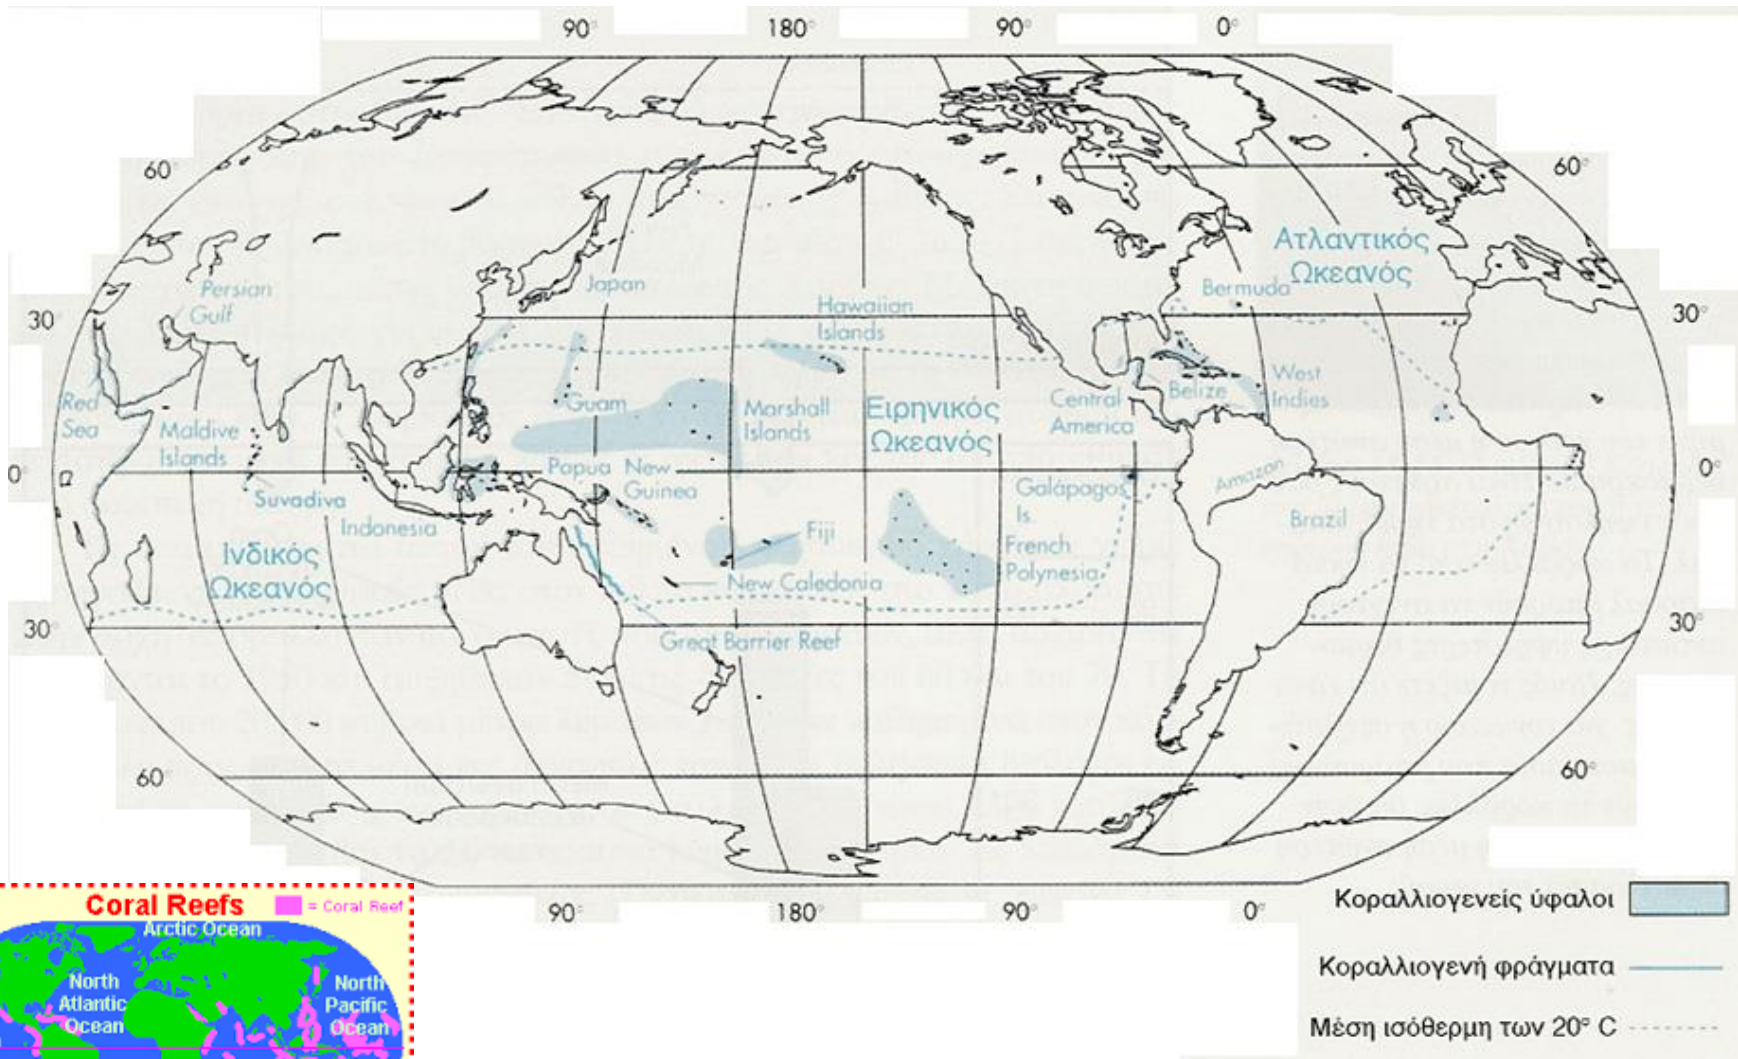 90°
180°
90°
0°
60°
60°
Ατλαντικός
Ωκεανός
Japan
Persian
Gulf
Bermuda
Hawaiian
Islands
30°
30°
Red
Sea
Maldive
Islands
Guam
Marshall
Islands
Ειρηνικός
Ωκεανός
Central
America
Belize
West
Indies
0°
0°
Suvadiva
Indonesia
Papua New
Guinea
Galápagos
Is.
Amazon
Brazil
Ινδικός
Ωκεανός
Fiji
New Caledonia
French
Polynesia
30°
30°
Great Barrier Reef
60°
60°
90°
180°
90°
0°
Κοραλλιογενείς ύφαλοι
Κοραλλιογενή φράγματα
Μέση ισόθερμη των 20° C
Coral Reefs
= Coral Reef
Arctic Ocean
North
Atlantic
Ocean
North
Pacific
Ocean